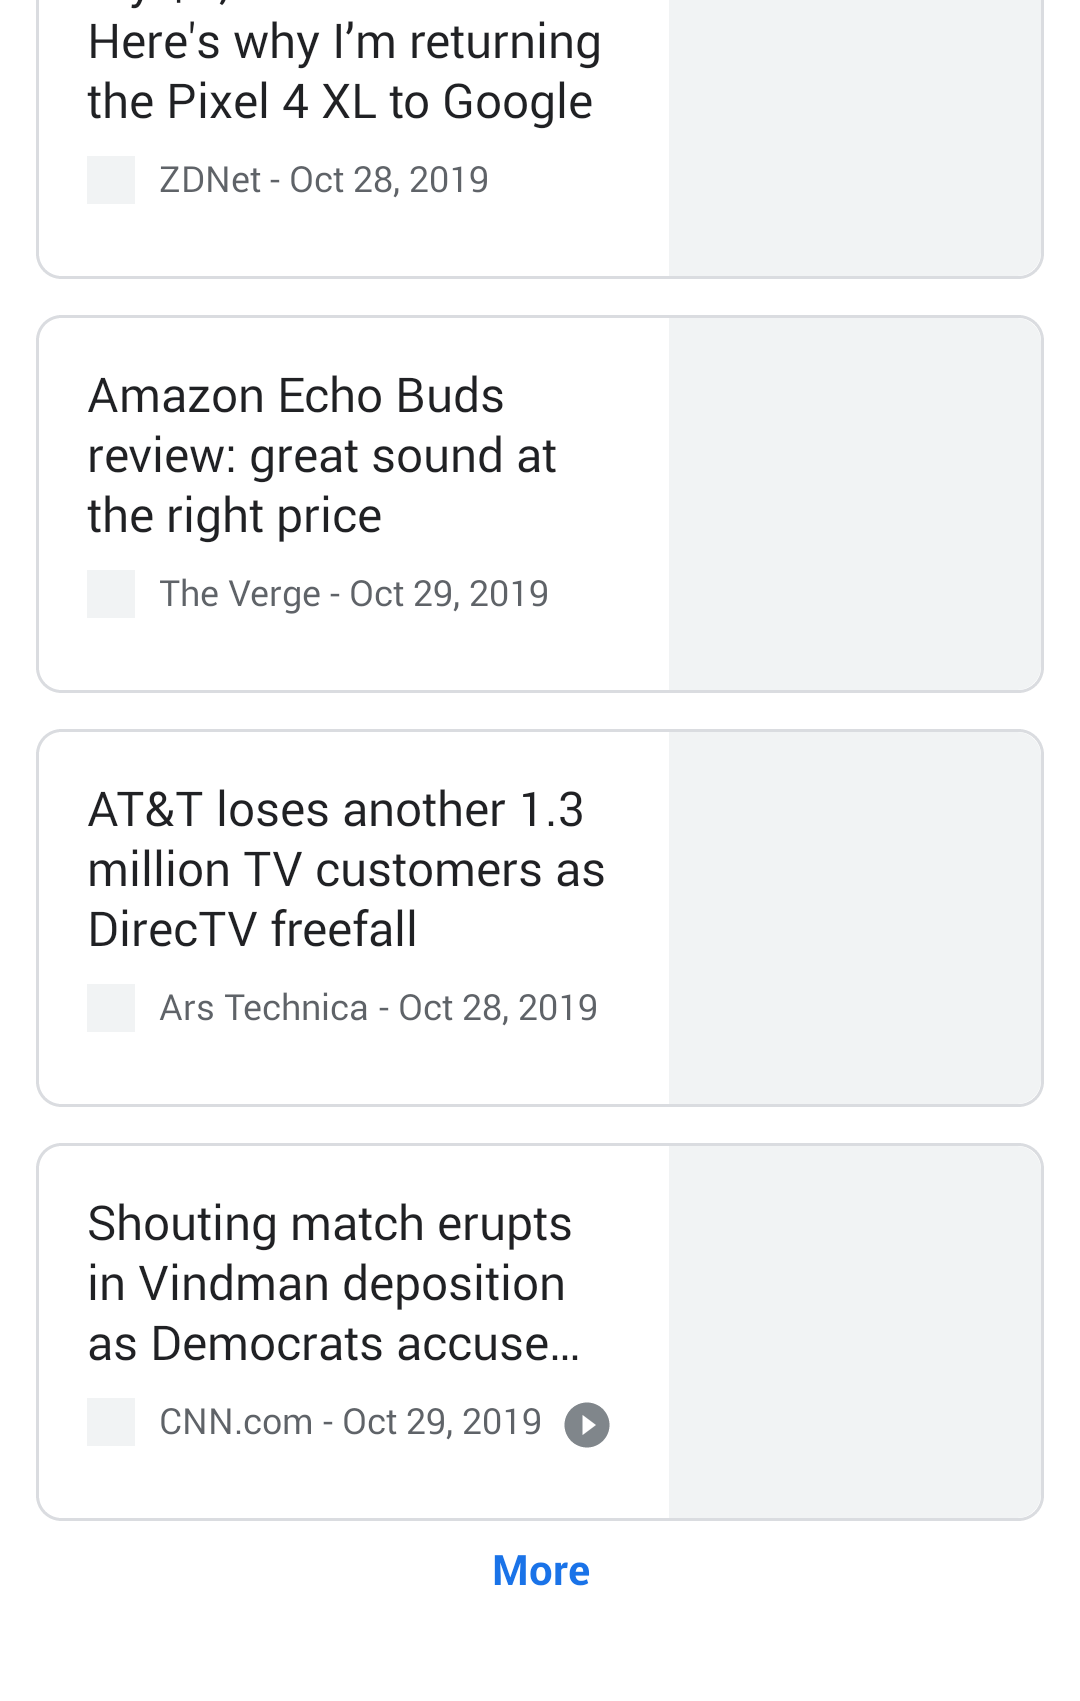 Here's why I’m returning
the Pixel 4 XL to Google
ZDNet - Oct 28, 2019
Amazon Echo Buds
review: great sound at
the right price
The Verge - Oct 29, 2019
AT&T loses another 1.3
million TV customers as
DirecTV freefall
Ars Technica - Oct 28, 2019
Shouting match erupts
in Vindman deposition
as Democrats accuse…
CNN.com - Oct 29, 2019
More